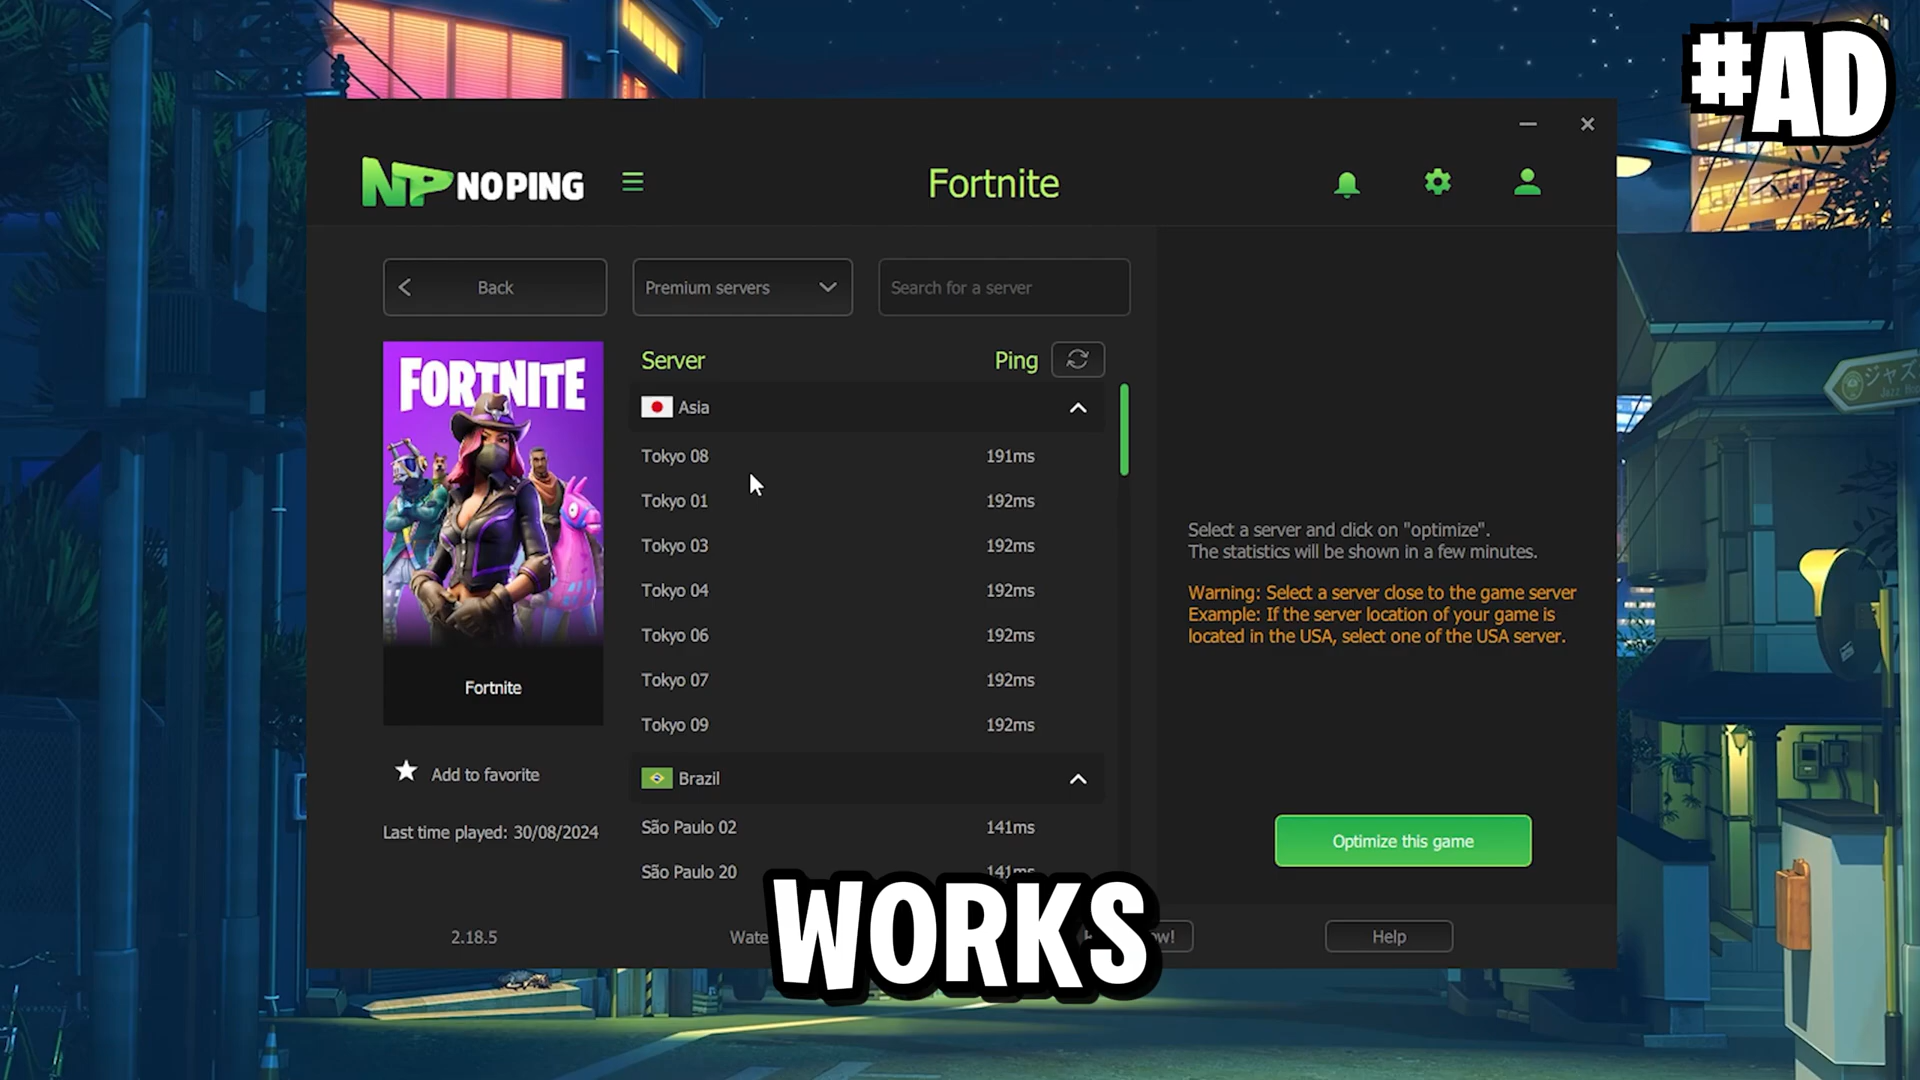 #AD
NP NOPING
Fortnite
Back
Premium servers
Search for a server
Server Ping
Asia
Tokyo 08 191ms
Tokyo 01 192ms
Tokyo 03 192ms
Tokyo 04 192ms
Tokyo 06 192ms
Tokyo 07 192ms
Tokyo 09 192ms
Brazil
São Paulo 02 141ms
São Paulo 20 141ms
FORTNITE
Fortnite
Add to favorite
Last time played: 30/08/2024
Select a server and click on "optimize".
The statistics will be shown in a few minutes.
Warning: Select a server close to the game server
Example: If the server location of your game is
located in the USA, select one of the USA server.
Optimize this game
2.18.5
Help
WORKS
ジャズ